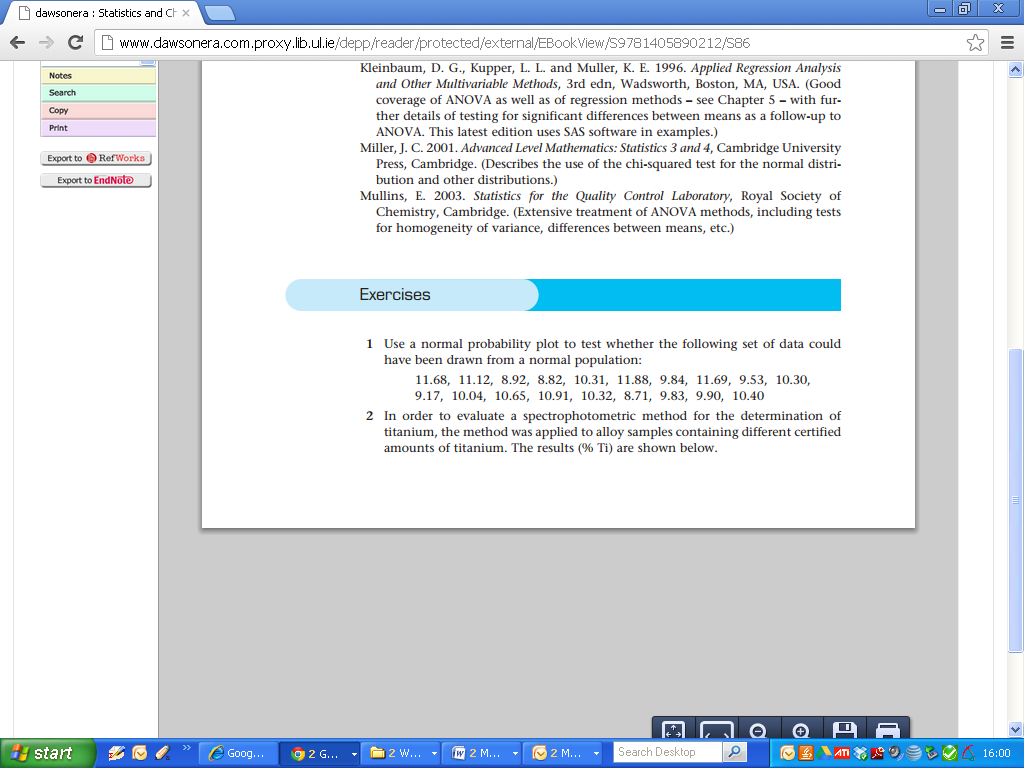 dawsonera : Statistics and Ch
www.dawsonera.com.proxy.lib.ul.ie/depp/reader/protected/external/EBookView/S9781405890212/S86
Notes
Search
Copy
Print
Export to RefWorks
Export to EndNote
Kleinbaum, D. G., Kupper, L. L. and Muller, K. E. 1996. Applied Regression Analysis
and Other Multivariable Methods, 3rd edn, Wadsworth, Boston, MA, USA. (Good
coverage of ANOVA as well as of regression methods – see Chapter 5 – with fur-
ther details of testing for significant differences between means as a follow-up to
ANOVA. This latest edition uses SAS software in examples.)
Miller, J. C. 2001. Advanced Level Mathematics: Statistics 3 and 4, Cambridge University
Press, Cambridge. (Describes the use of the chi-squared test for the normal distri-
bution and other distributions.)
Mullins, E. 2003. Statistics for the Quality Control Laboratory, Royal Society of
Chemistry, Cambridge. (Extensive treatment of ANOVA methods, including tests
for homogeneity of variance, differences between means, etc.)
Exercises
1 Use a normal probability plot to test whether the following set of data could
have been drawn from a normal population:
11.68, 11.12, 8.92, 8.82, 10.31, 11.88, 9.84, 11.69, 9.53, 10.30,
9.17, 10.04, 10.65, 10.91, 10.32, 8.71, 9.83, 9.90, 10.40
2 In order to evaluate a spectrophotometric method for the determination of
titanium, the method was applied to alloy samples containing different certified
amounts of titanium. The results (% Ti) are shown below.
start
Goog...
2 G...
2 W...
2 M...
2 M...
Search Desktop
ATI
16:00